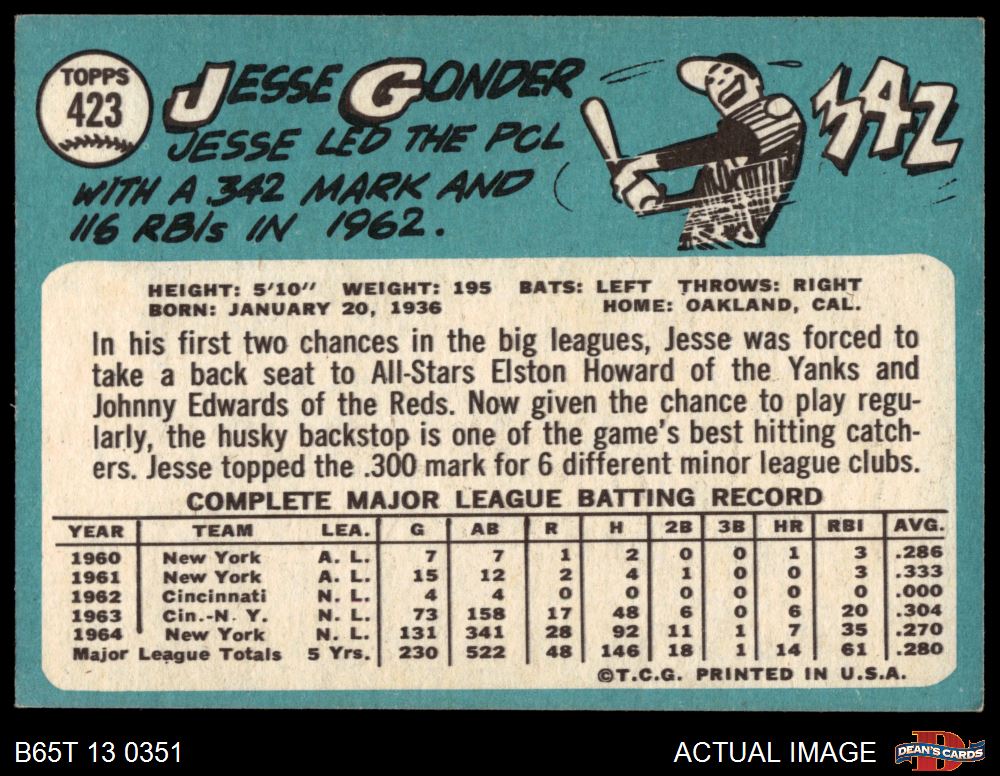 TOPPS
423
JESSE GONDER
JESSE LED THE PCL
WITH A .342 MARK AND
116 RBIs IN 1962.
342
HEIGHT: 5'10" WEIGHT: 195 BATS: LEFT THROWS: RIGHT
BORN: JANUARY 20, 1936 HOME: OAKLAND, CAL.
In his first two chances in the big leagues, Jesse was forced to
take a back seat to All-Stars Elston Howard of the Yanks and
Johnny Edwards of the Reds. Now given the chance to play regu-
larly, the husky backstop is one of the game's best hitting catch-
ers. Jesse topped the .300 mark for 6 different minor league clubs.
COMPLETE MAJOR LEAGUE BATTING RECORD
YEAR TEAM LEA. G AB R H 2B 3B HR RBI AVG.
1960 New York A. L. 7 7 1 2 0 0 1 3 .286
1961 New York A. L. 15 12 2 4 1 0 0 3 .333
1962 Cincinnati N. L. 4 4 0 0 0 0 0 0 .000
1963 Cin.-N. Y. N. L. 73 158 17 48 6 0 6 20 .304
1964 New York N. L. 131 341 28 92 11 1 7 35 .270
Major League Totals 5 Yrs. 230 522 48 146 18 1 14 61 .280
©T.C.G. PRINTED IN U.S.A.
B65T 13 0351
ACTUAL IMAGE
D
DEAN'S CARDS